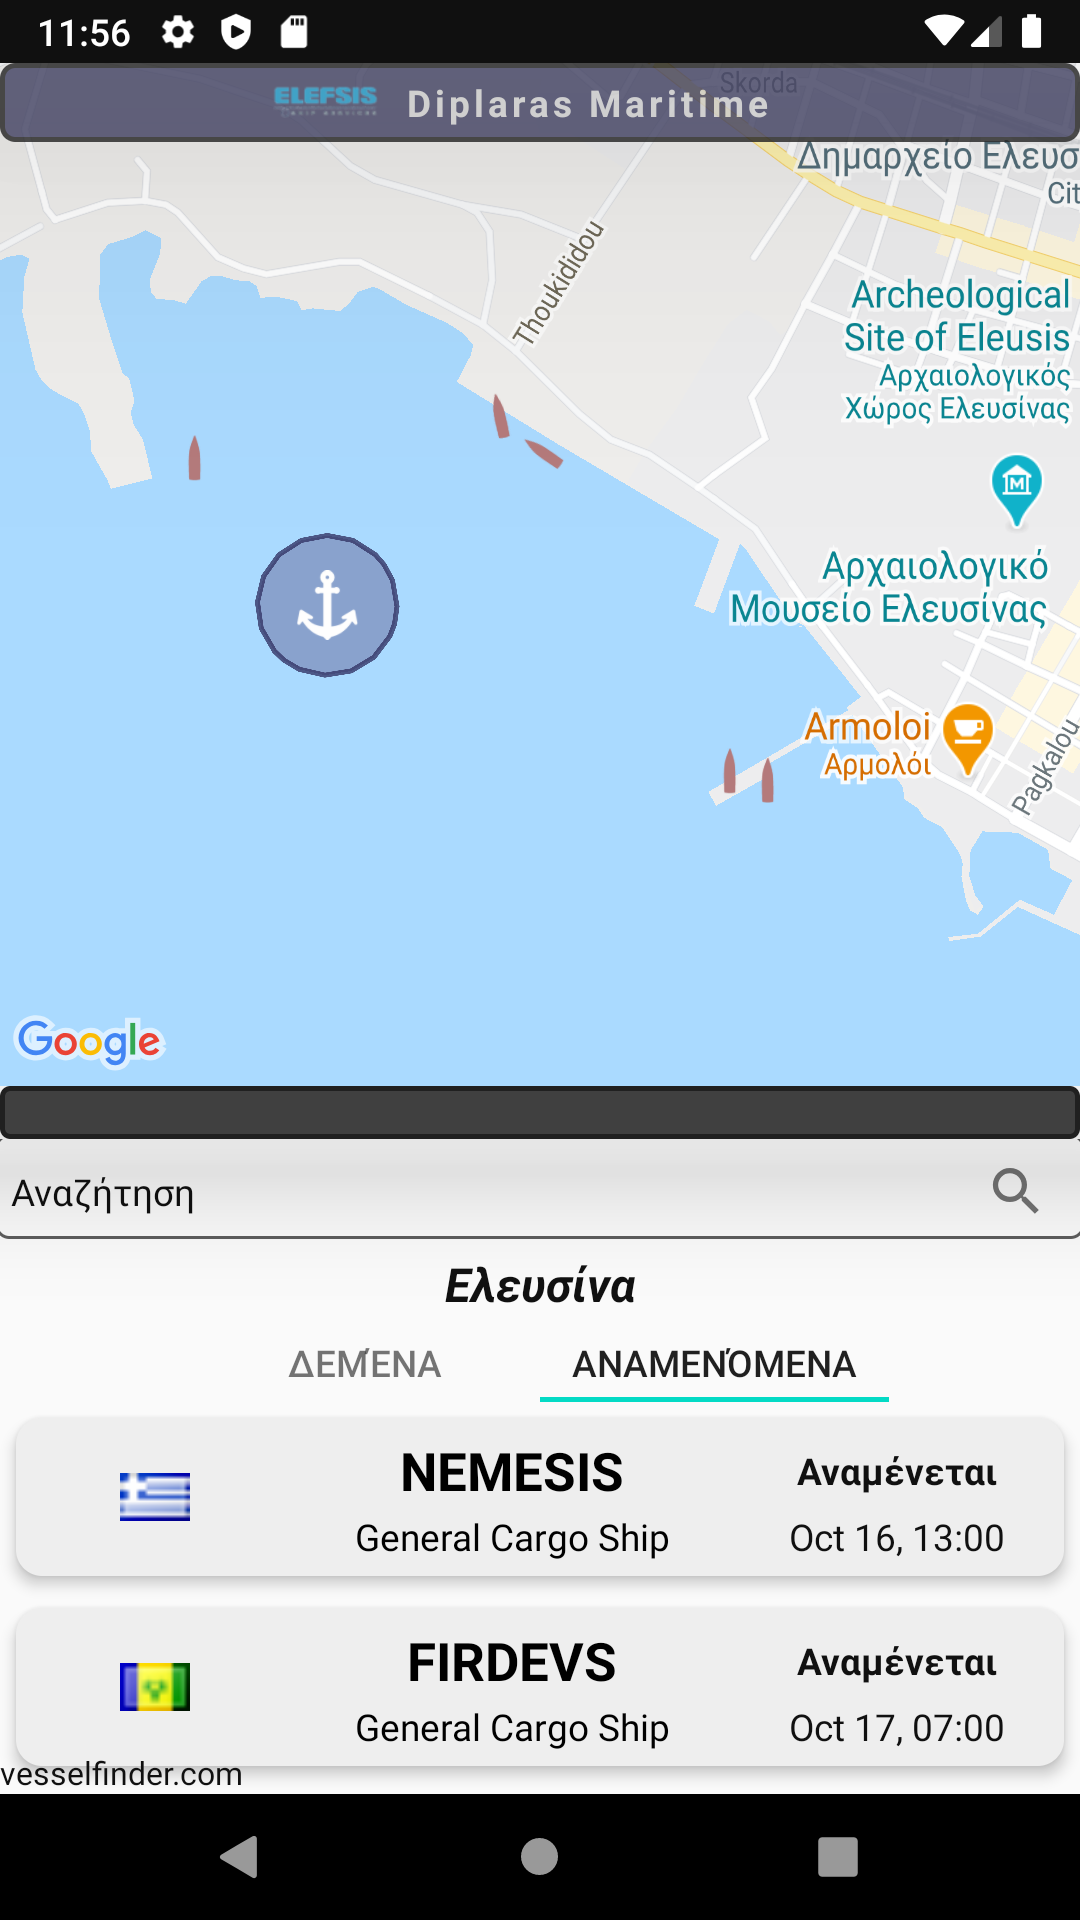 11:56
ELEFSIS
Diplaras Maritime
Skorda
Δημαρχείο Ελευσ
Cit
Thoukididou
Archeological
Site of Eleusis
Αρχαιολογικός
Χώρος Ελευσίνας
Αρχαιολογικό
Μουσείο Ελευσίνας
Armoloi
Αρμολόι
Pagkalou
Google
Αναζήτηση
Ελευσίνα
ΔΕΜΈΝΑ
ΑΝΑΜΕΝΌΜΕΝΑ
NEMESIS
Αναμένεται
General Cargo Ship
Oct 16, 13:00
FIRDEVS
Αναμένεται
General Cargo Ship
Oct 17, 07:00
vesselfinder.com